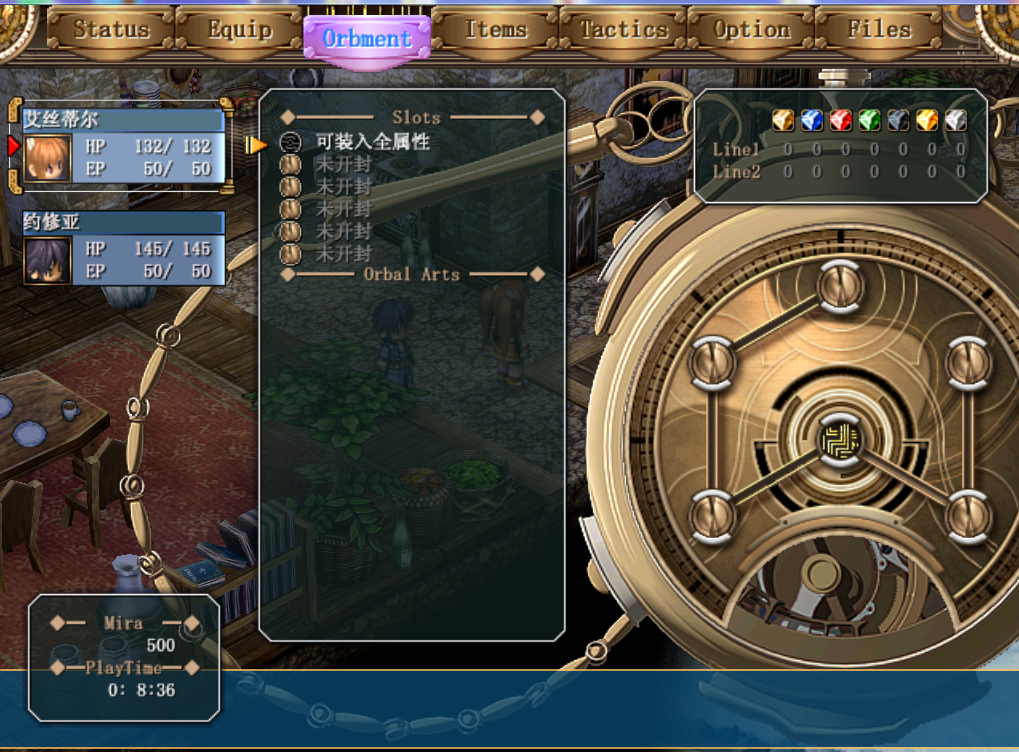 Status Equip Orbment Items Tactics Option Files
艾丝蒂尔
HP 132/ 132
EP 50/ 50
约修亚
HP 145/ 145
EP 50/ 50
Slots
可装入全属性
未开封
未开封
未开封
未开封
未开封
Orbal Arts
Line1 0 0 0 0 0 0 0
Line2 0 0 0 0 0 0 0
Mira
500
PlayTime
0: 8:36